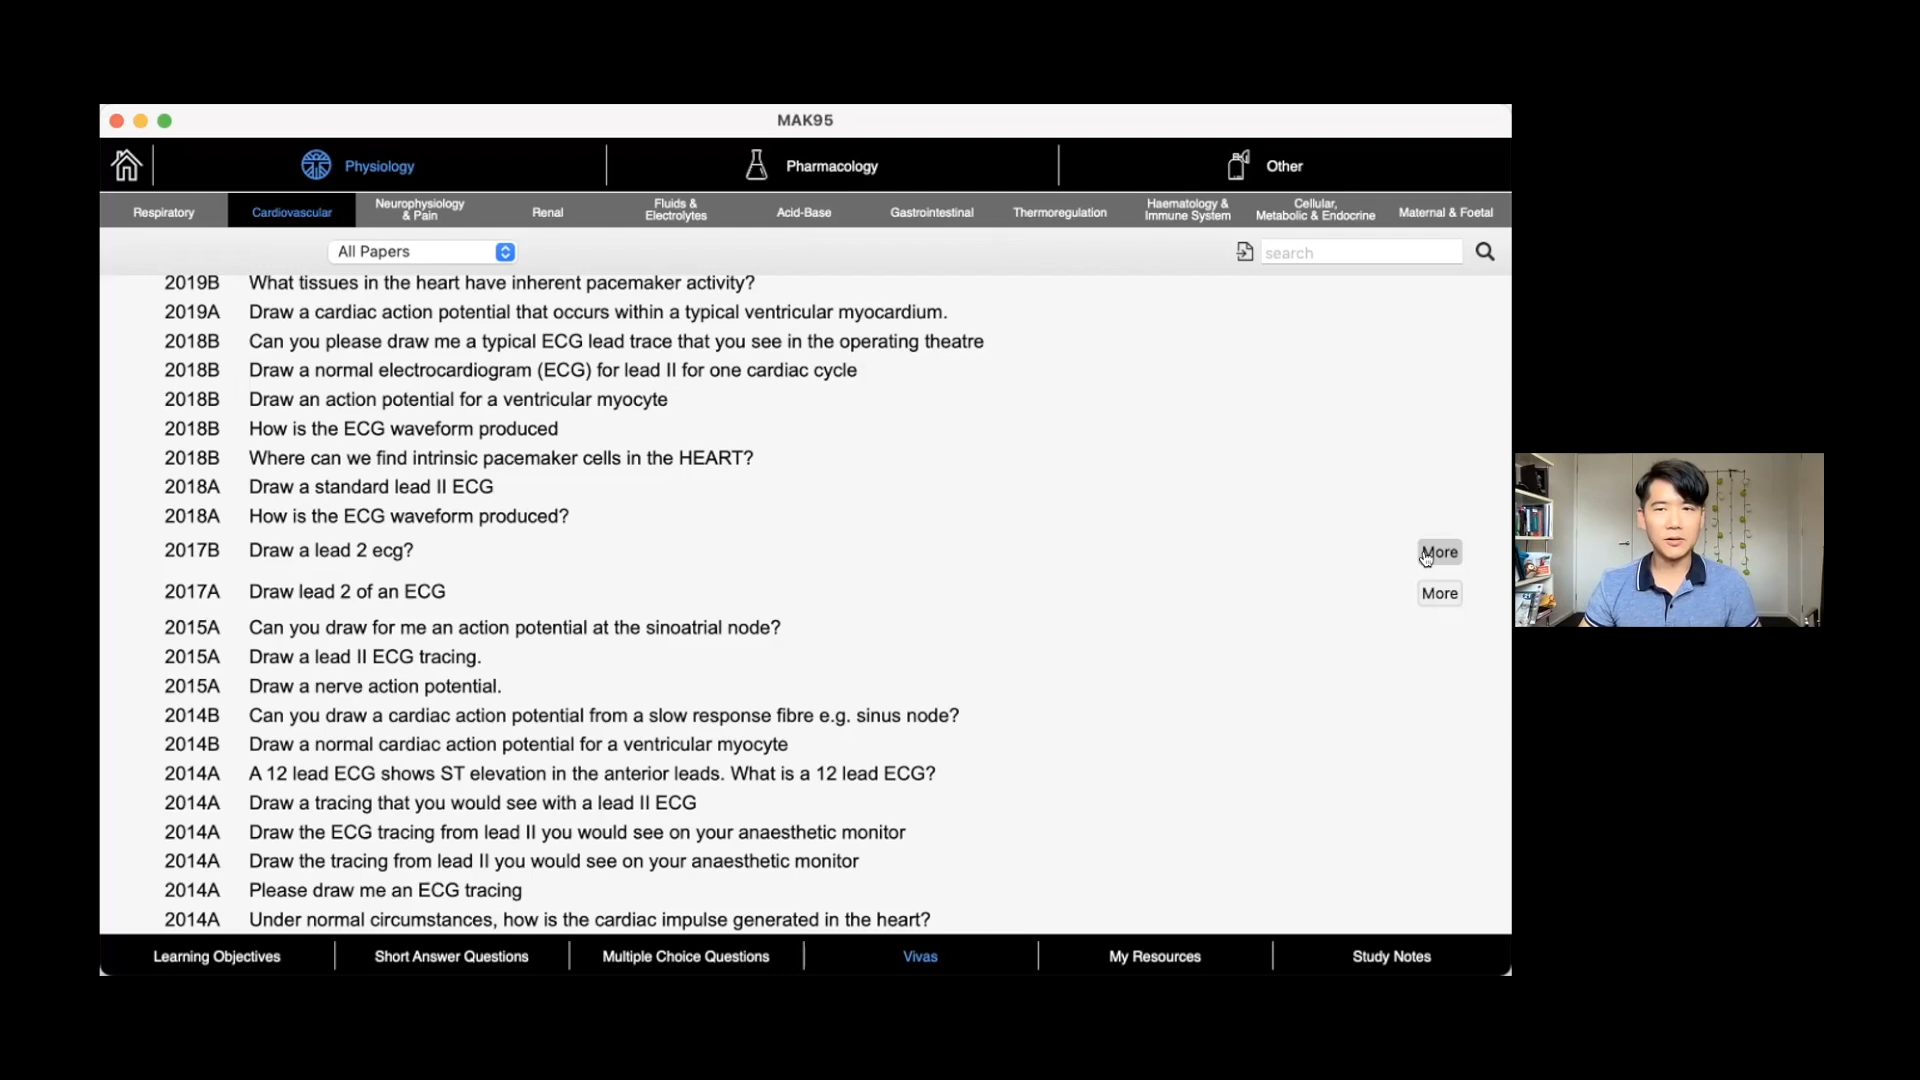 MAK95
Physiology
Pharmacology
Other
Respiratory
Cardiovascular
Neurophysiology
& Pain
Renal
Fluids &
Electrolytes
Acid-Base
Gastrointestinal
Thermoregulation
Haematology &
Immune System
Cellular,
Metabolic & Endocrine
Maternal & Foetal
All Papers
search
2019B What tissues in the heart have inherent pacemaker activity?
2019A Draw a cardiac action potential that occurs within a typical ventricular myocardium.
2018B Can you please draw me a typical ECG lead trace that you see in the operating theatre
2018B Draw a normal electrocardiogram (ECG) for lead II for one cardiac cycle
2018B Draw an action potential for a ventricular myocyte
2018B How is the ECG waveform produced
2018B Where can we find intrinsic pacemaker cells in the HEART?
2018A Draw a standard lead II ECG
2018A How is the ECG waveform produced?
2017B Draw a lead 2 ecg? More
2017A Draw lead 2 of an ECG More
2015A Can you draw for me an action potential at the sinoatrial node?
2015A Draw a lead II ECG tracing.
2015A Draw a nerve action potential.
2014B Can you draw a cardiac action potential from a slow response fibre e.g. sinus node?
2014B Draw a normal cardiac action potential for a ventricular myocyte
2014A A 12 lead ECG shows ST elevation in the anterior leads. What is a 12 lead ECG?
2014A Draw a tracing that you would see with a lead II ECG
2014A Draw the ECG tracing from lead II you would see on your anaesthetic monitor
2014A Draw the tracing from lead II you would see on your anaesthetic monitor
2014A Please draw me an ECG tracing
2014A Under normal circumstances, how is the cardiac impulse generated in the heart?
Learning Objectives
Short Answer Questions
Multiple Choice Questions
Vivas
My Resources
Study Notes